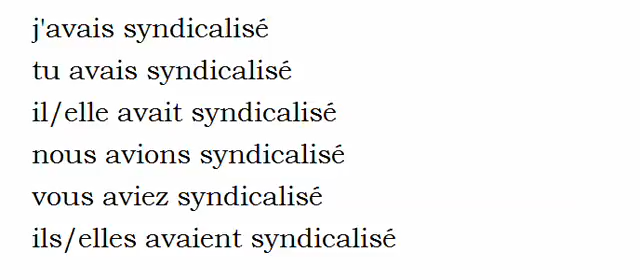 j'avais syndicalisé
tu avais syndicalisé
il/elle avait syndicalisé
nous avions syndicalisé
vous aviez syndicalisé
ils/elles avaient syndicalisé